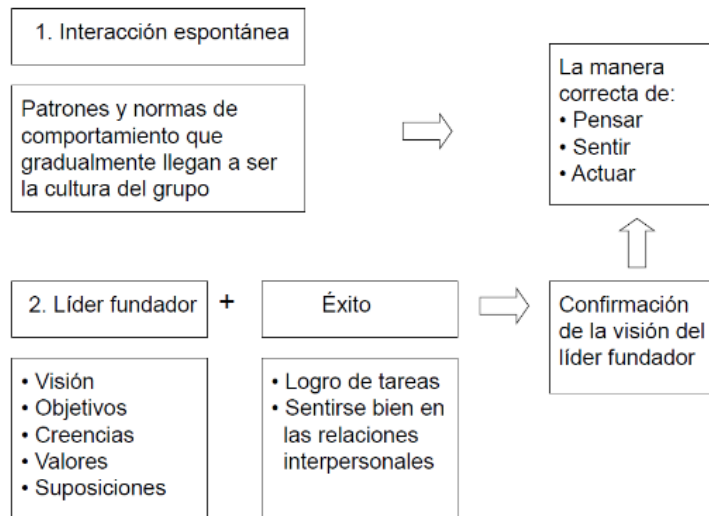 1. Interacción espontánea
Patrones y normas de
comportamiento que
gradualmente llegan a ser
la cultura del grupo
La manera
correcta de:
• Pensar
• Sentir
• Actuar
2. Líder fundador
+
Éxito
Confirmación
de la visión del
líder fundador
• Visión
• Objetivos
• Creencias
• Valores
• Suposiciones
• Logro de tareas
• Sentirse bien en
las relaciones
interpersonales